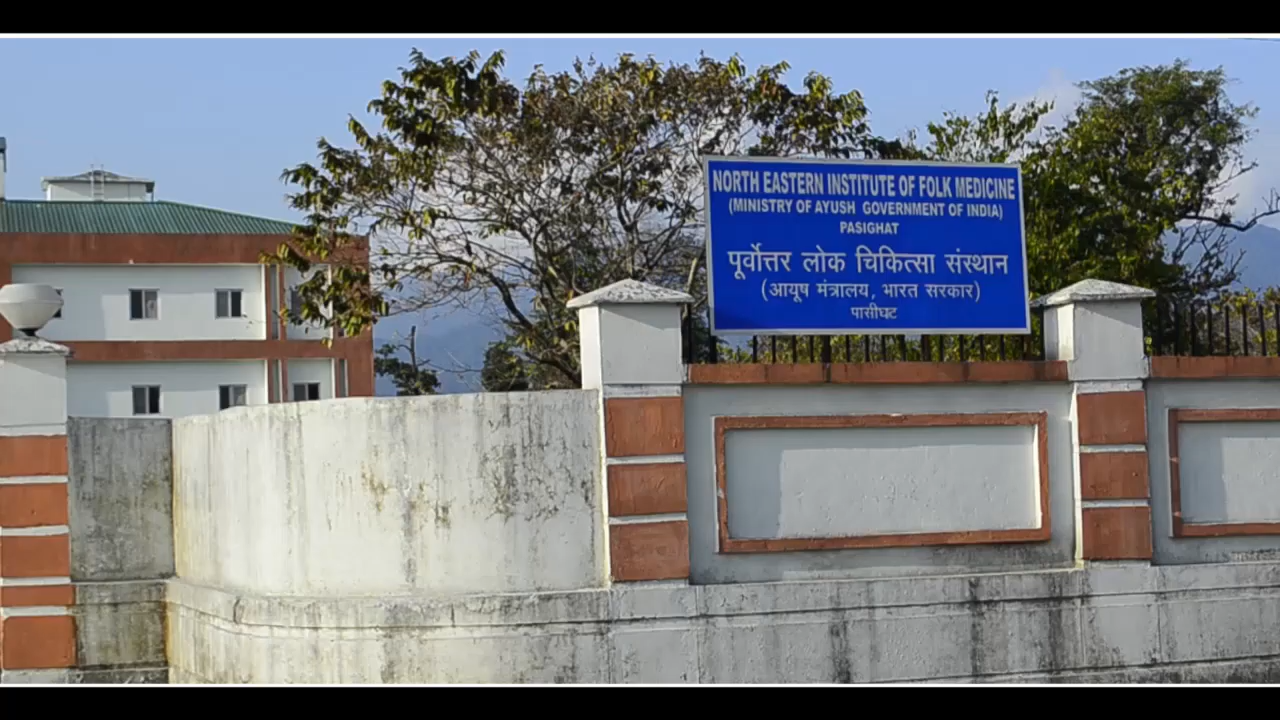 NORTH EASTERN INSTITUTE OF FOLK MEDICINE
(MINISTRY OF AYUSH GOVERNMENT OF INDIA)
PASIGHAT
पूर्वोत्तर लोक चिकित्सा संस्थान
(आयूष मंत्रालय, भारत सरकार)
पासीघट